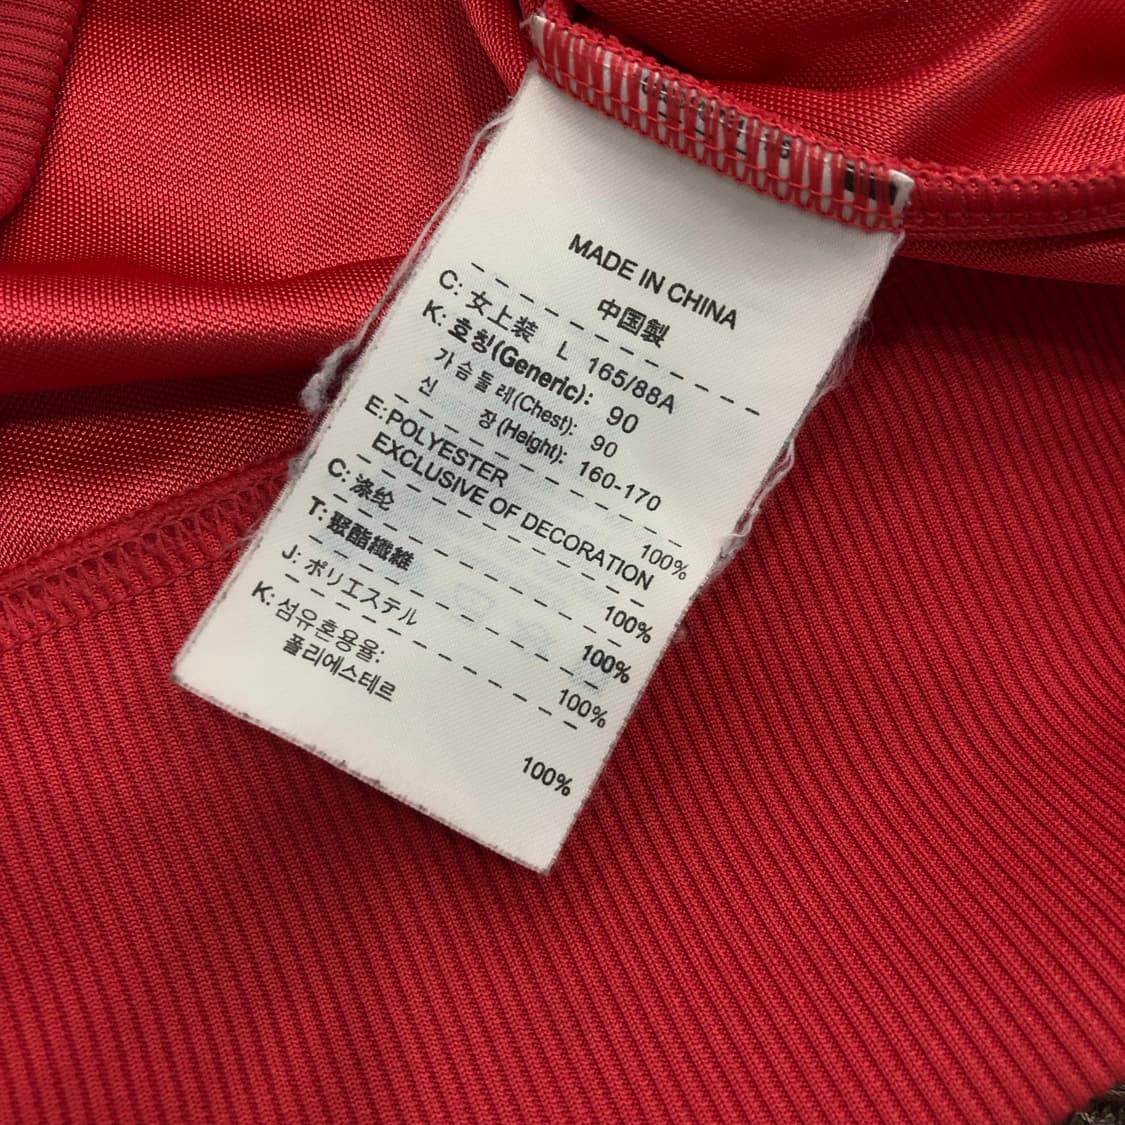 MADE IN CHINA
中国製
C: 女上装 L 165/88A
K: 호칭(Generic): 90
가슴둘레(Chest): 90
신 장(Height): 160-170
E:POLYESTER 100%
EXCLUSIVE OF DECORATION
C: 涤纶 100%
T: 聚酯纖維 100%
J: ポリエステル 100%
K: 섬유혼용율:
폴리에스테르 100%